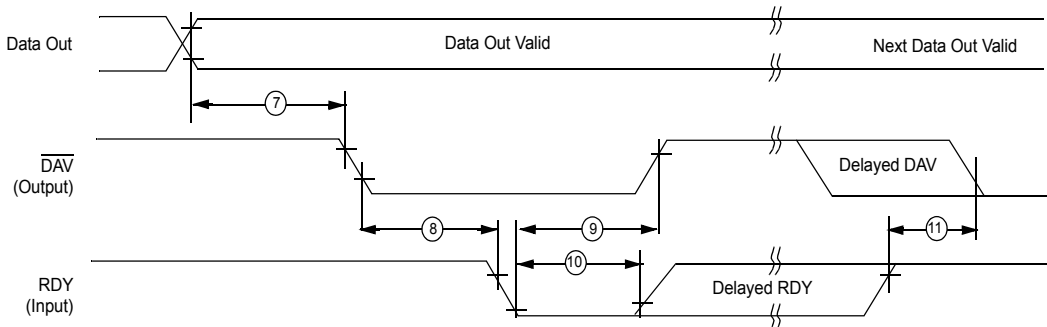 Data Out
Data Out Valid
Next Data Out Valid
7
DAV
(Output)
Delayed DAV
8
9
11
10
RDY
(Input)
Delayed RDY